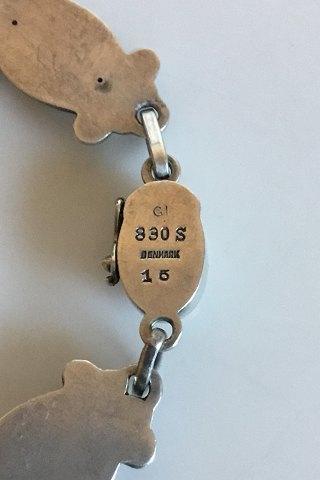 GI
830 S
DENMARK
15